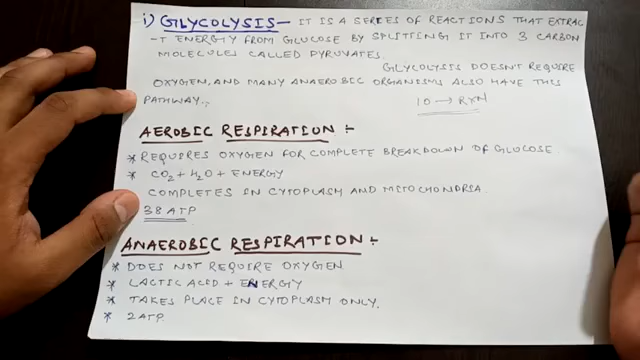 i) GLYCOLYSIS - IT IS A SERIES OF REACTIONS THAT EXTRAC
-T ENERGY FROM GLUCOSE BY SPLITTING IT INTO 3 CARBON
MOLECULES CALLED PYRUVATES.
GLYCOLYSIS DOESN'T REQUIRE
OXYGEN, AND MANY ANAEROBIC ORGANISMS ALSO HAVE THIS
PATHWAY.
10 → RXN
AEROBIC RESPIRATION :-
* REQUIRES OXYGEN FOR COMPLETE BREAKDOWN OF GLUCOSE.
* CO2 + H2O + ENERGY
COMPLETES IN CYTOPLASM AND MITOCHONDRIA.
38 ATP
ANAEROBIC RESPIRATION :-
* DOES NOT REQUIRE OXYGEN
* LACTIC ACID + ENERGY
* TAKES PLACE IN CYTOPLASM ONLY.
* 2 ATP.